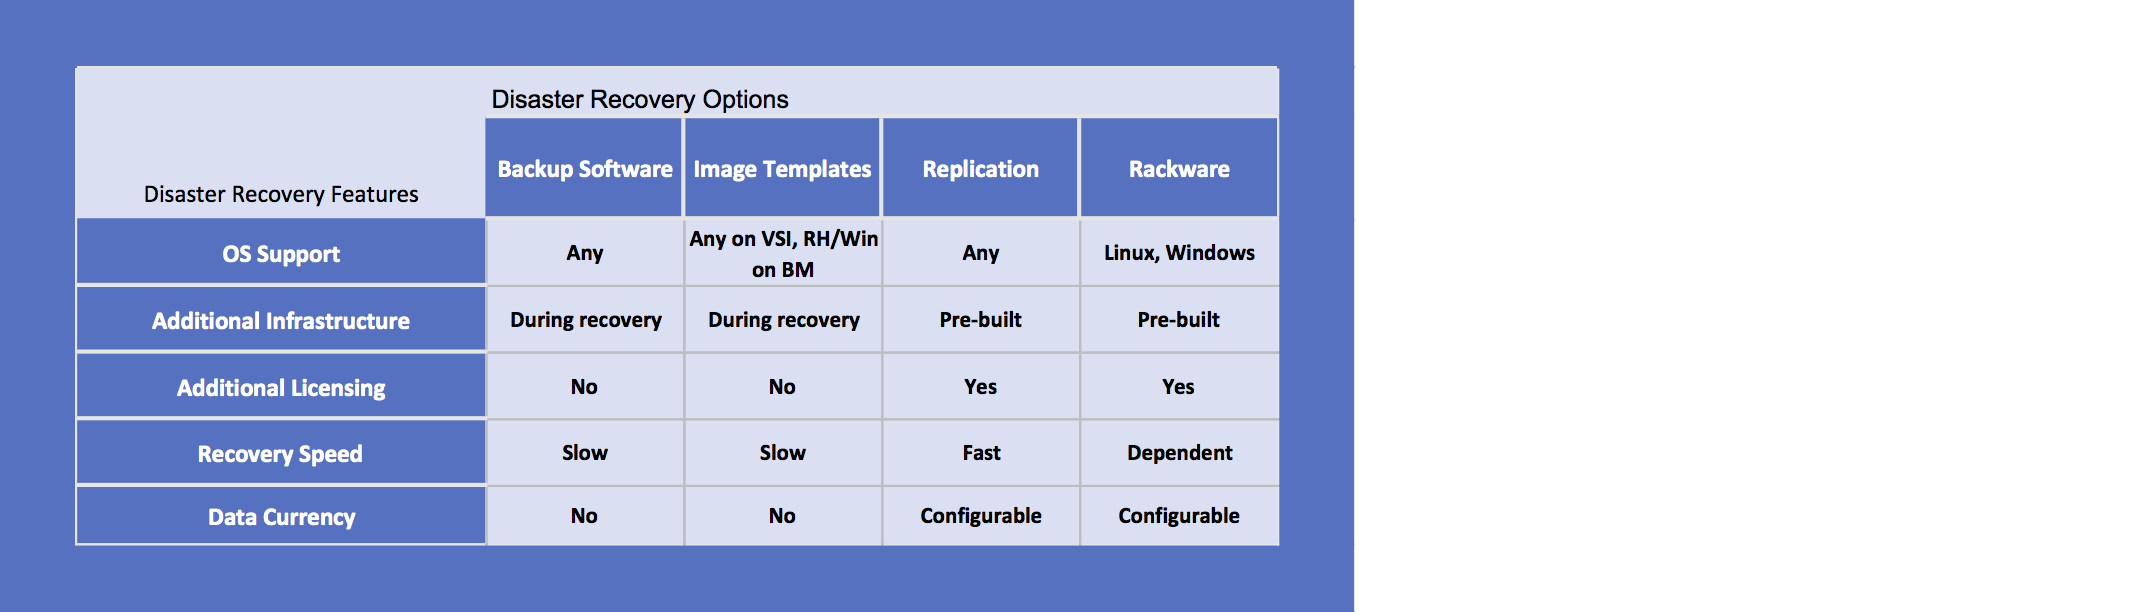 Disaster Recovery Options
Disaster Recovery Features
Backup Software Image Templates Replication Rackware
OS Support Any Any on VSI, RH/Win on BM Any Linux, Windows
Additional Infrastructure During recovery During recovery Pre-built Pre-built
Additional Licensing No No Yes Yes
Recovery Speed Slow Slow Fast Dependent
Data Currency No No Configurable Configurable